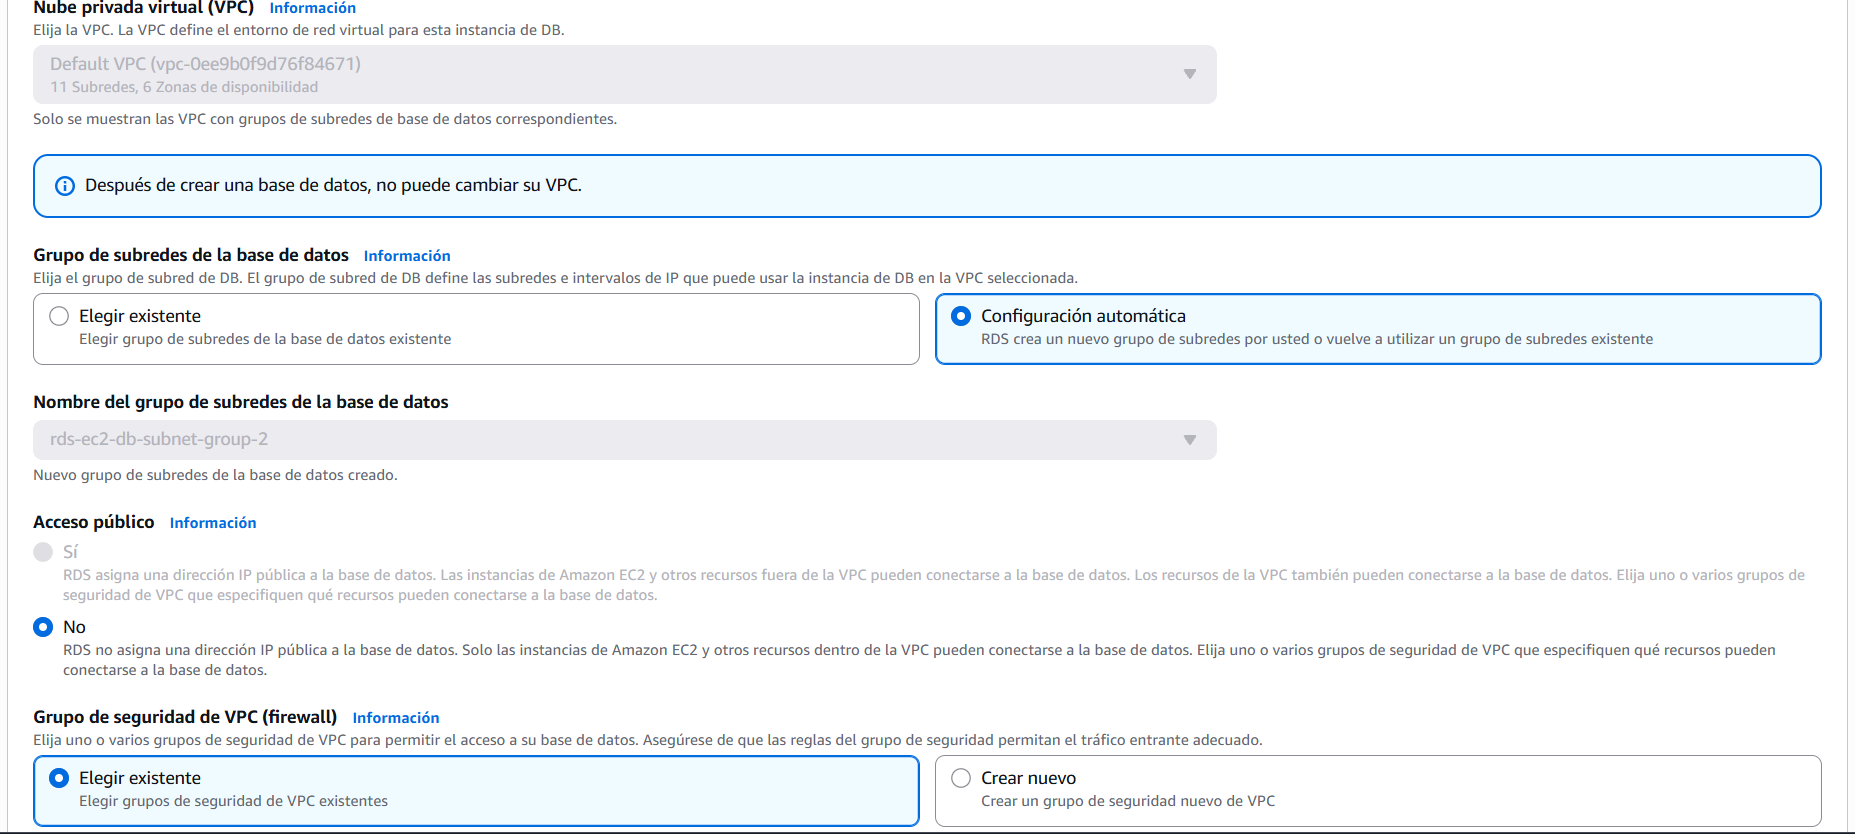 Nube privada virtual (VPC) Información
Elija la VPC. La VPC define el entorno de red virtual para esta instancia de DB.
Default VPC (vpc-0ee9b0f9d76f84671)
11 Subredes, 6 Zonas de disponibilidad
Solo se muestran las VPC con grupos de subredes de base de datos correspondientes.
Después de crear una base de datos, no puede cambiar su VPC.
Grupo de subredes de la base de datos Información
Elija el grupo de subred de DB. El grupo de subred de DB define las subredes e intervalos de IP que puede usar la instancia de DB en la VPC seleccionada.
Elegir existente
Elegir grupo de subredes de la base de datos existente
Configuración automática
RDS crea un nuevo grupo de subredes por usted o vuelve a utilizar un grupo de subredes existente
Nombre del grupo de subredes de la base de datos
rds-ec2-db-subnet-group-2
Nuevo grupo de subredes de la base de datos creado.
Acceso público Información
Sí
RDS asigna una dirección IP pública a la base de datos. Las instancias de Amazon EC2 y otros recursos fuera de la VPC pueden conectarse a la base de datos. Los recursos de la VPC también pueden conectarse a la base de datos. Elija uno o varios grupos de
seguridad de VPC que especifiquen qué recursos pueden conectarse a la base de datos.
No
RDS no asigna una dirección IP pública a la base de datos. Solo las instancias de Amazon EC2 y otros recursos dentro de la VPC pueden conectarse a la base de datos. Elija uno o varios grupos de seguridad de VPC que especifiquen qué recursos pueden
conectarse a la base de datos.
Grupo de seguridad de VPC (firewall) Información
Elija uno o varios grupos de seguridad de VPC para permitir el acceso a su base de datos. Asegúrese de que las reglas del grupo de seguridad permitan el tráfico entrante adecuado.
Elegir existente
Elegir grupos de seguridad de VPC existentes
Crear nuevo
Crear un grupo de seguridad nuevo de VPC